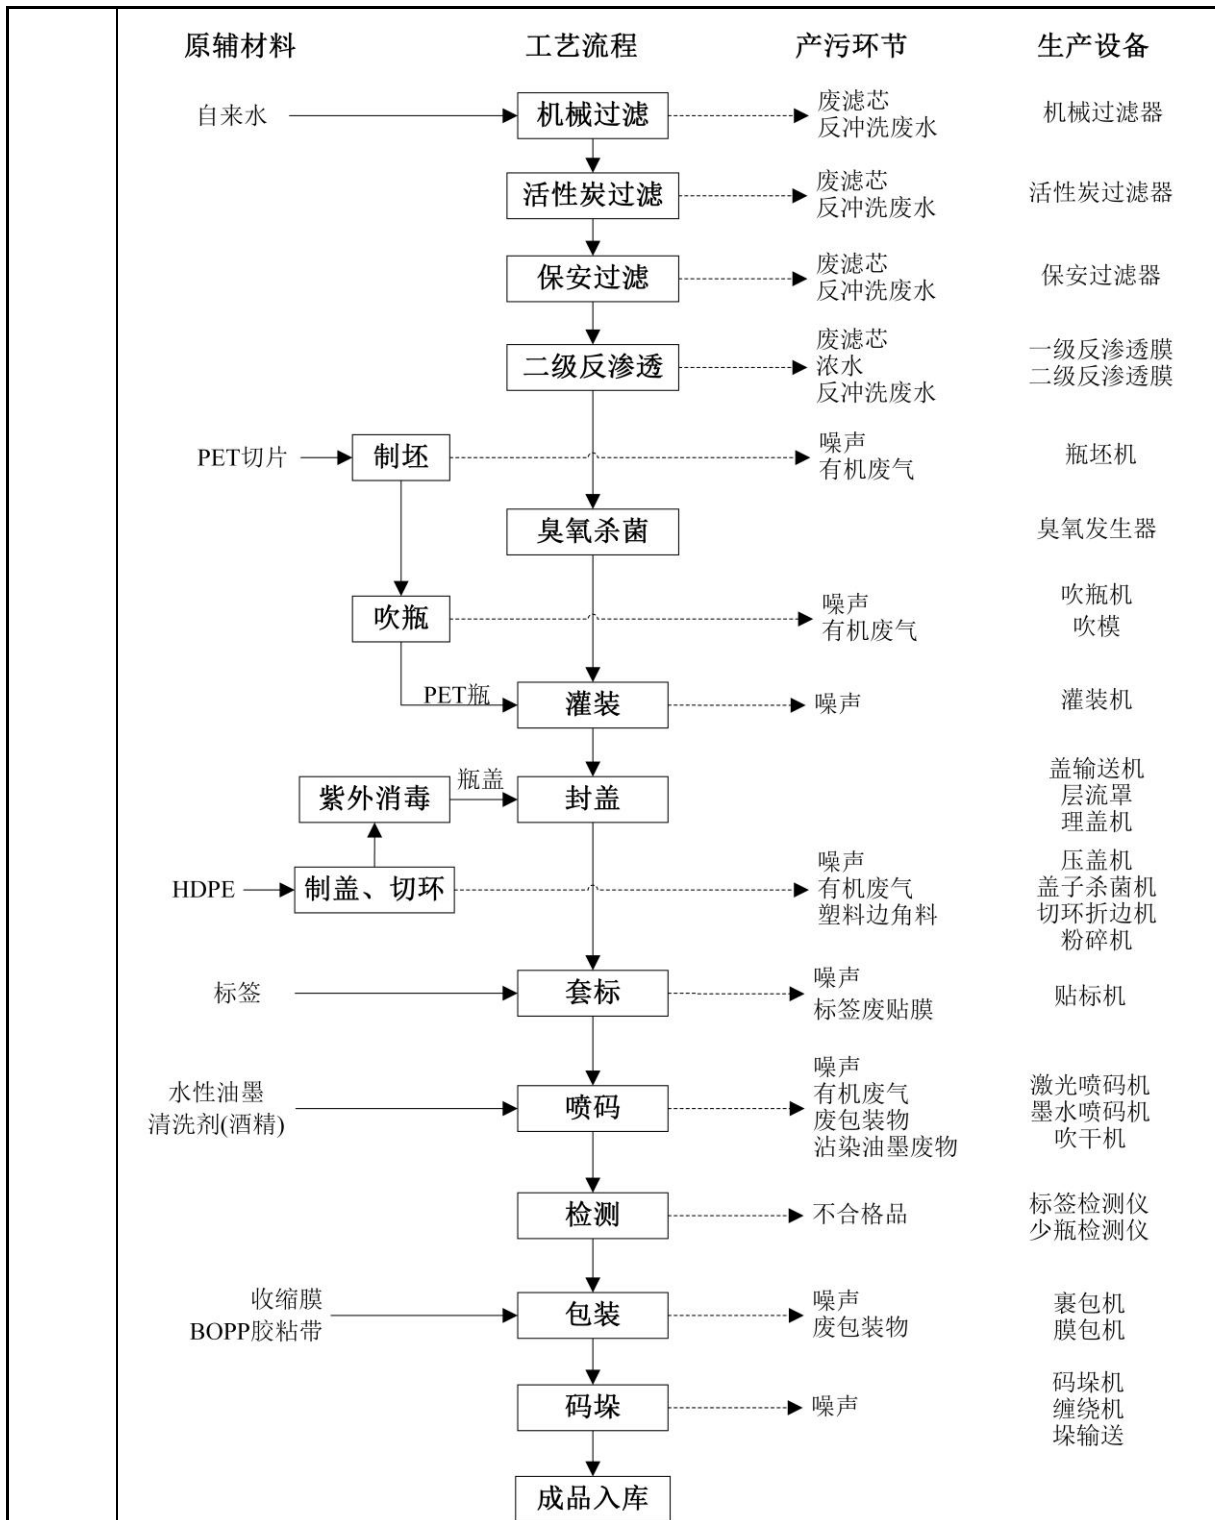 原辅材料 工艺流程 产污环节 生产设备
自来水 机械过滤 废滤芯 机械过滤器
反冲洗废水
活性炭过滤 废滤芯 活性炭过滤器
反冲洗废水
保安过滤 废滤芯 保安过滤器
反冲洗废水
二级反渗透 废滤芯 一级反渗透膜
浓水 二级反渗透膜
反冲洗废水
PET切片 制坯 噪声 瓶坯机
有机废气
臭氧杀菌 臭氧发生器
吹瓶 噪声 吹瓶机
有机废气 吹模
PET瓶 灌装 噪声 灌装机
紫外消毒 瓶盖 封盖 盖输送机
层流罩
理盖机
HDPE 制盖、切环 噪声 压盖机
有机废气 盖子杀菌机
塑料边角料 切环折边机
粉碎机
标签 套标 噪声 贴标机
标签废贴膜
水性油墨 喷码 噪声 激光喷码机
清洗剂(酒精) 有机废气 墨水喷码机
废包装物 吹干机
沾染油墨废物
检测 不合格品 标签检测仪
少瓶检测仪
收缩膜 包装 噪声 裹包机
BOPP胶粘带 废包装物 膜包机
码垛 噪声 码垛机
缠绕机
垛输送
成品入库